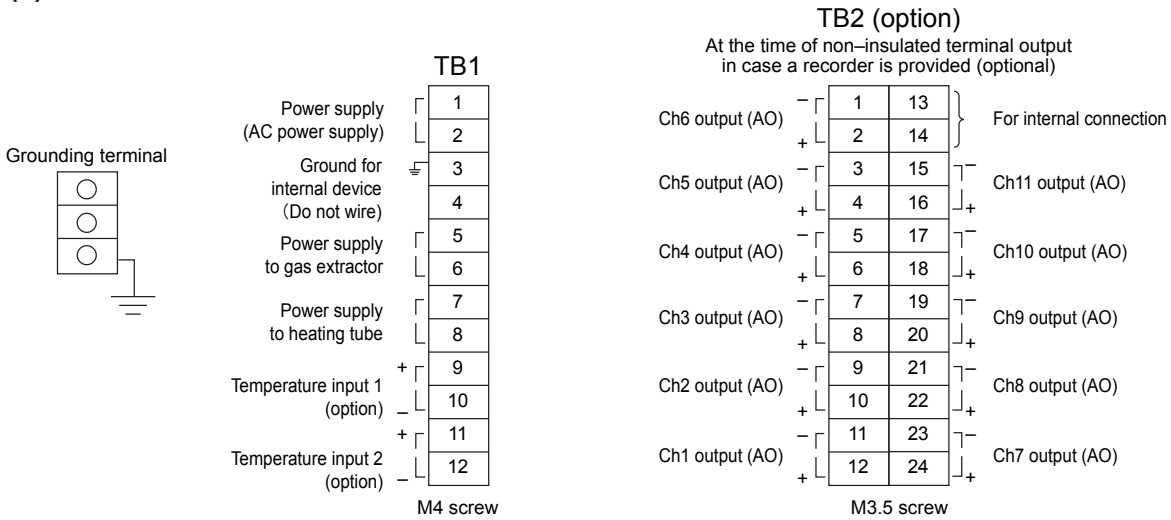 Grounding terminal
TB1
Power supply
(AC power supply)
Ground for
internal device
(Do not wire)
Power supply
to gas extractor
Power supply
to heating tube
+
Temperature input 1
(option)
–
+
Temperature input 2
(option)
–
1
2
3
4
5
6
7
8
9
10
11
12
M4 screw
TB2 (option)
At the time of non–insulated terminal output
in case a recorder is provided (optional)
Ch6 output (AO) – 1 13
+ 2 14 For internal connection
Ch5 output (AO) – 3 15 – Ch11 output (AO)
+ 4 16 +
Ch4 output (AO) – 5 17 – Ch10 output (AO)
+ 6 18 +
Ch3 output (AO) – 7 19 – Ch9 output (AO)
+ 8 20 +
Ch2 output (AO) – 9 21 – Ch8 output (AO)
+ 10 22 +
Ch1 output (AO) – 11 23 – Ch7 output (AO)
+ 12 24 +
M3.5 screw